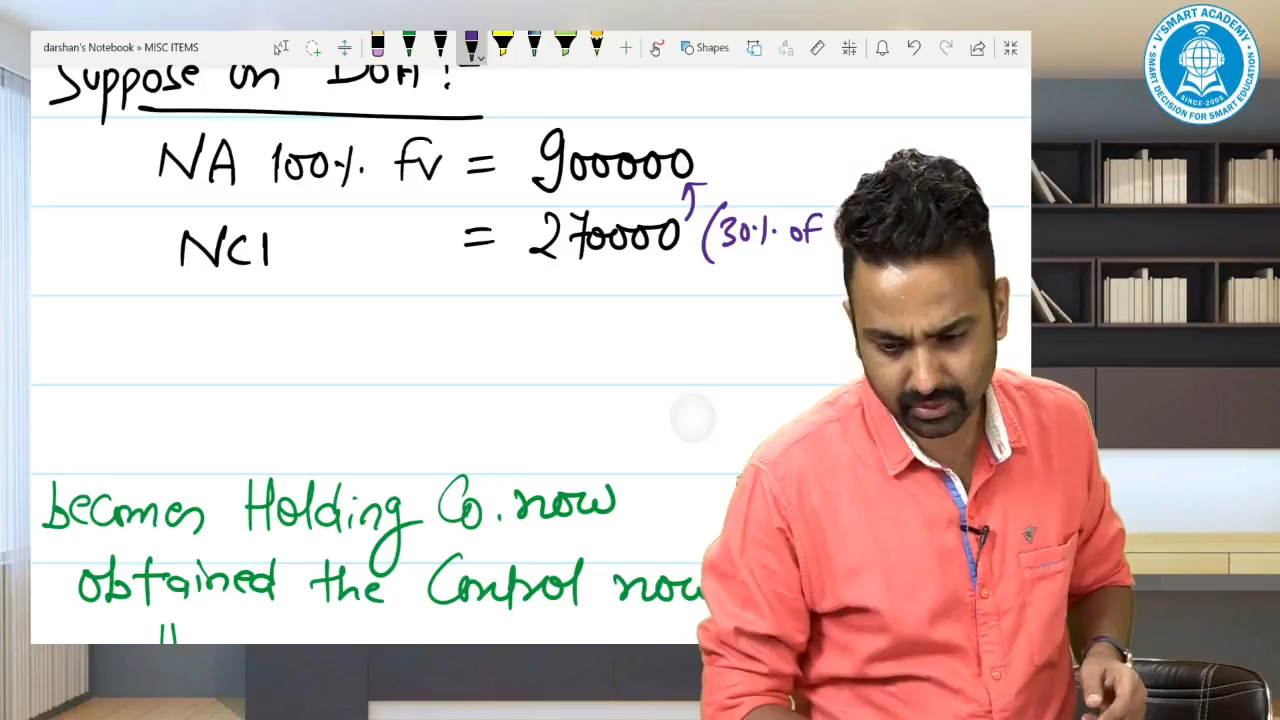 darshan's Notebook » MISC ITEMS
Shapes
Suppose on DOA :-
NA 100% FV = 900000
NCI = 270000 (30% of
becomes Holding Co. now
obtained the Control now
V'SMART ACADEMY
SINCE-2005
SMART DECISION FOR SMART EDUCATION